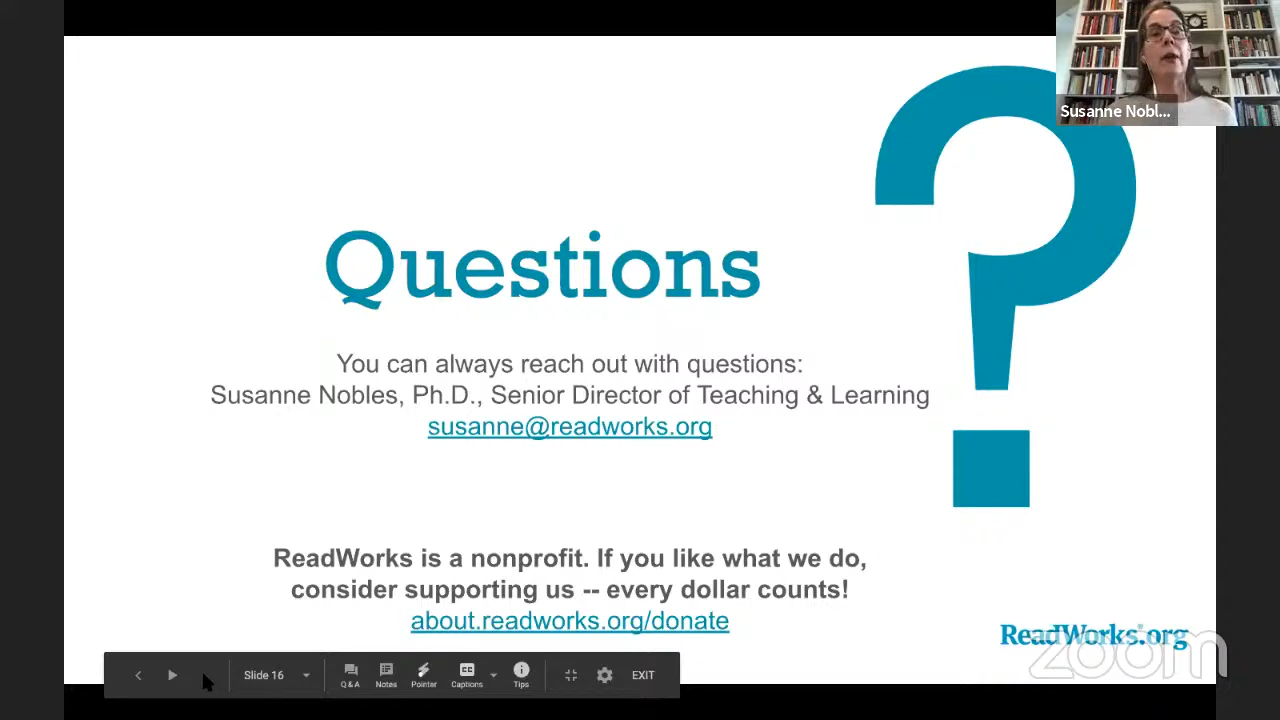 Susanne Nobl...
?
Questions
You can always reach out with questions:
Susanne Nobles, Ph.D., Senior Director of Teaching & Learning
susanne@readworks.org
ReadWorks is a nonprofit. If you like what we do,
consider supporting us -- every dollar counts!
about.readworks.org/donate
ReadWorks.org
zoom
Slide 16
Q & A
Notes
Pointer
Captions
Tips
EXIT